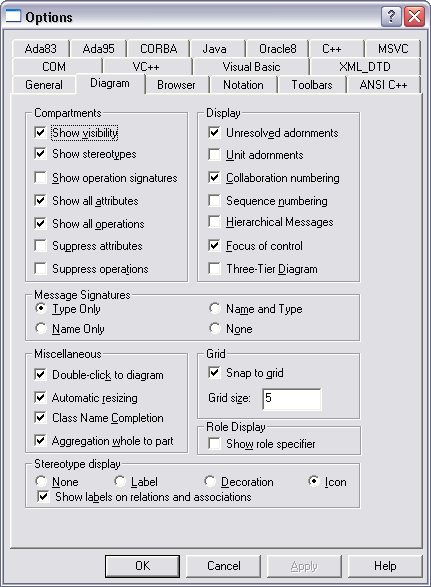 Options
Ada83 Ada95 CORBA Java Oracle8 C++ MSVC
COM VC++ Visual Basic XML_DTD
General Diagram Browser Notation Toolbars ANSI C++
Compartments
Show visibility
Show stereotypes
Show operation signatures
Show all attributes
Show all operations
Suppress attributes
Suppress operations
Display
Unresolved adornments
Unit adornments
Collaboration numbering
Sequence numbering
Hierarchical Messages
Focus of control
Three-Tier Diagram
Message Signatures
Type Only Name and Type
Name Only None
Miscellaneous
Double-click to diagram
Automatic resizing
Class Name Completion
Aggregation whole to part
Grid
Snap to grid
Grid size: 5
Role Display
Show role specifier
Stereotype display
None Label Decoration Icon
Show labels on relations and associations
OK Cancel Apply Help